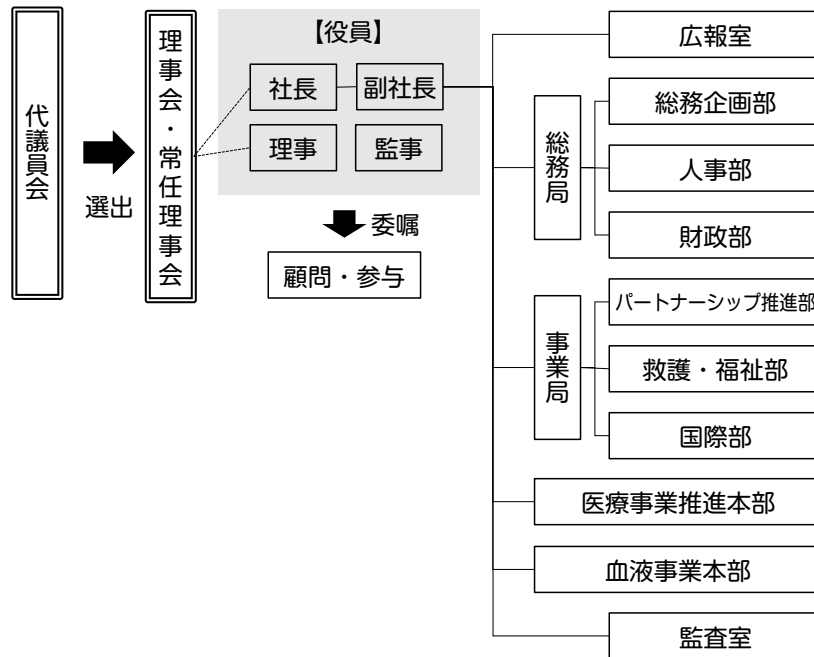 代議員会
選出
理事会・常任理事会
【役員】
社長
副社長
理事
監事
委嘱
顧問・参与
広報室
総務局
総務企画部
人事部
財政部
事業局
パートナーシップ推進部
救護・福祉部
国際部
医療事業推進本部
血液事業本部
監査室